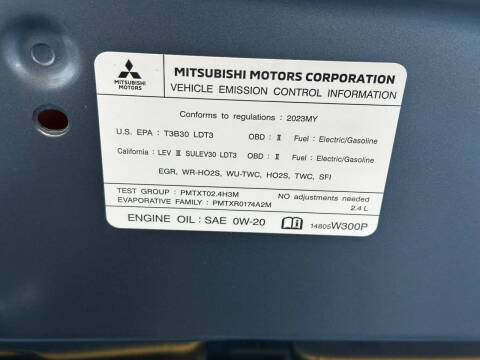 MITSUBISHI MOTORS
MITSUBISHI MOTORS CORPORATION
VEHICLE EMISSION CONTROL INFORMATION
Conforms to regulations : 2023MY
U.S. EPA : T3B30 LDT3 OBD : II Fuel : Electric/Gasoline
California : LEV III SULEV30 LDT3 OBD : II Fuel : Electric/Gasoline
EGR, WR-HO2S, WU-TWC, HO2S, TWC, SFI
TEST GROUP : PMTXT02.4H3M NO adjustments needed
EVAPORATIVE FAMILY : PMTXR0174A2M 2.4 L
ENGINE OIL : SAE 0W-20 14805W300P